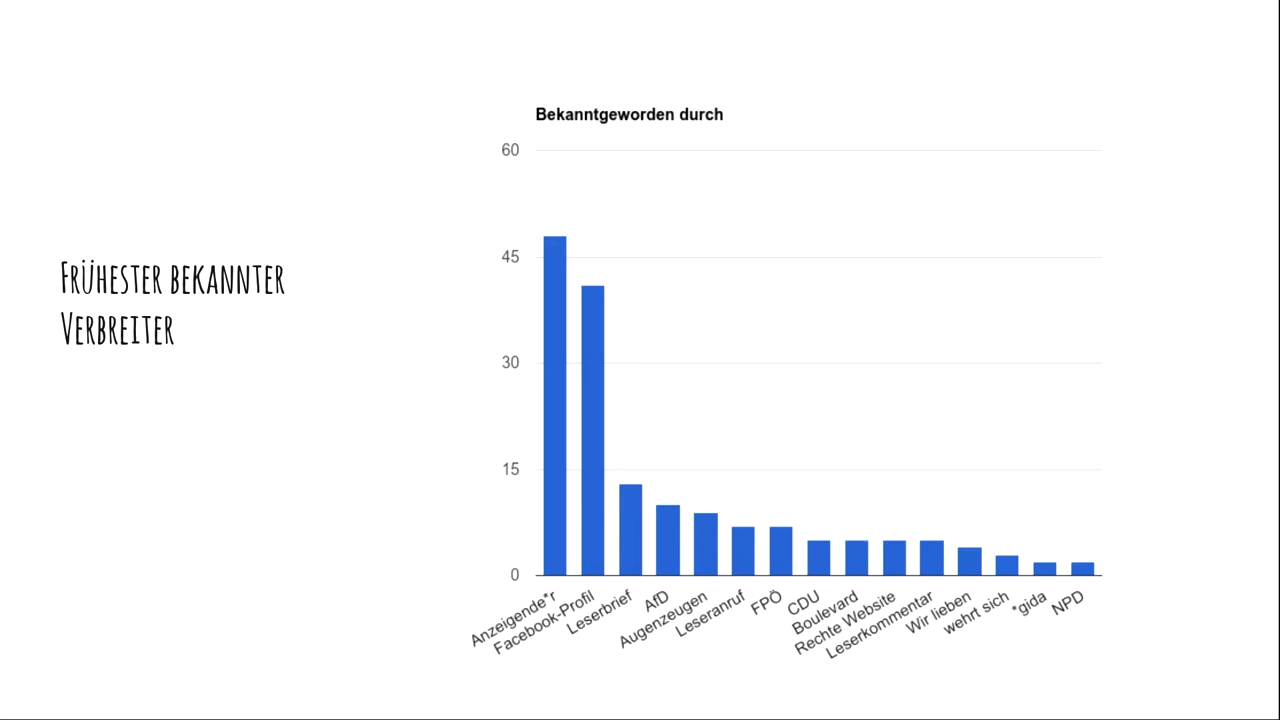 Frühester bekannter
Verbreiter
Bekanntgeworden durch
60
45
30
15
0
Anzeigende*r
Facebook-Profil
Leserbrief
AfD
Augenzeugen
Leseranruf
FPÖ
CDU
Boulevard
Rechte Website
Leserkommentar
Wir lieben
wehrt sich
*gida
NPD